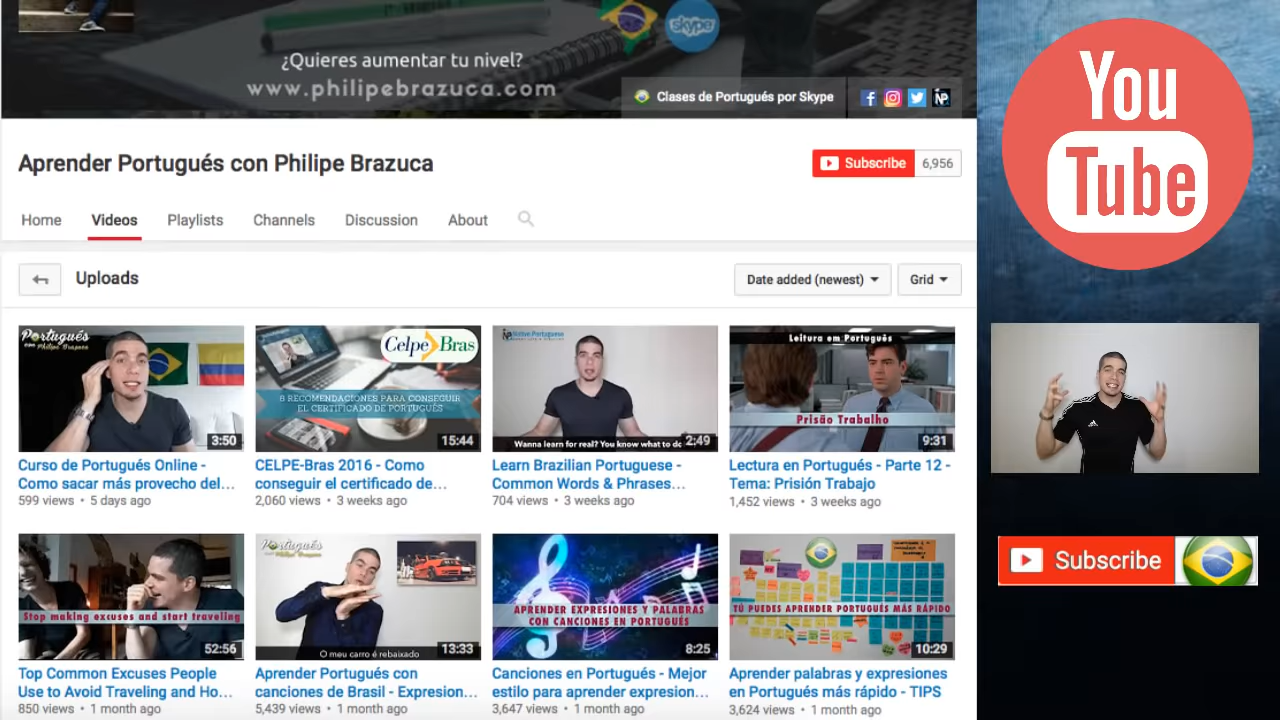 skype
¿Quieres aumentar tu nivel?
www.philipebrazuca.com
Clases de Portugués por Skype
Aprender Portugués con Philipe Brazuca
Subscribe 6,956
Home Videos Playlists Channels Discussion About
Uploads
Date added (newest) Grid
Português
com Philipe Brazuca
3:50
Curso de Portugués Online -
Como sacar más provecho del...
599 views • 5 days ago
Celpe Bras
8 RECOMENDACIONES PARA CONSEGUIR
EL CERTIFICADO DE PORTUGUÉS
15:44
CELPE-Bras 2016 - Como
conseguir el certificado de...
2,060 views • 3 weeks ago
Native Portuguese
Wanna learn for real? You know what to do
2:49
Learn Brazilian Portuguese -
Common Words & Phrases...
704 views • 3 weeks ago
Leitura em Português
Prisão Trabalho
9:31
Lectura en Portugués - Parte 12 -
Tema: Prisión Trabajo
1,452 views • 3 weeks ago
Stop making excuses and start traveling
52:56
Top Common Excuses People
Use to Avoid Traveling and Ho...
850 views • 1 month ago
Português
com Philipe Brazuca
O meu carro é rebaixado
13:33
Aprender Portugués con
canciones de Brasil - Expresion...
5,439 views • 1 month ago
APRENDER EXPRESIONES Y PALABRAS
CON CANCIONES EN PORTUGUÉS
8:25
Canciones en Portugués - Mejor
estilo para aprender expresion...
3,647 views • 1 month ago
TÚ PUEDES APRENDER PORTUGUÉS MÁS RÁPIDO
10:29
Aprender palabras y expresiones
en Portugués más rápido - TIPS
3,624 views • 1 month ago
You
Tube
Subscribe